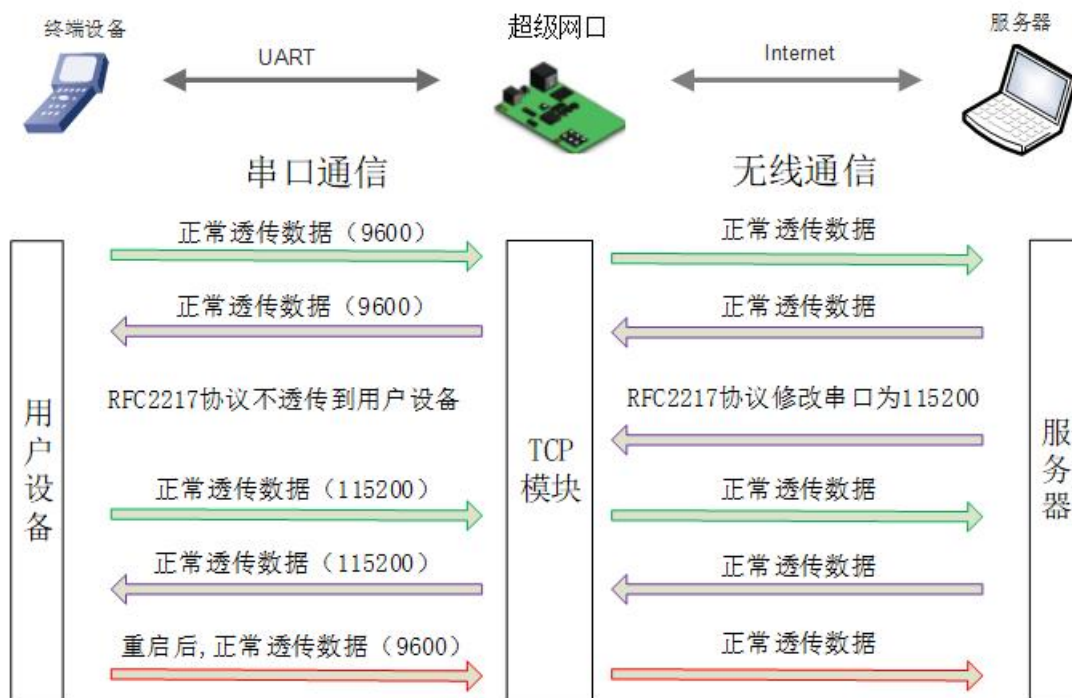 终端设备
超级网口
服务器
UART
Internet
串口通信
无线通信
正常透传数据（9600）
正常透传数据
正常透传数据（9600）
正常透传数据
RFC2217协议不透传到用户设备
RFC2217协议修改串口为115200
用户设备
TCP
模块
服务器
正常透传数据（115200）
正常透传数据
正常透传数据（115200）
正常透传数据
重启后,正常透传数据（9600）
正常透传数据